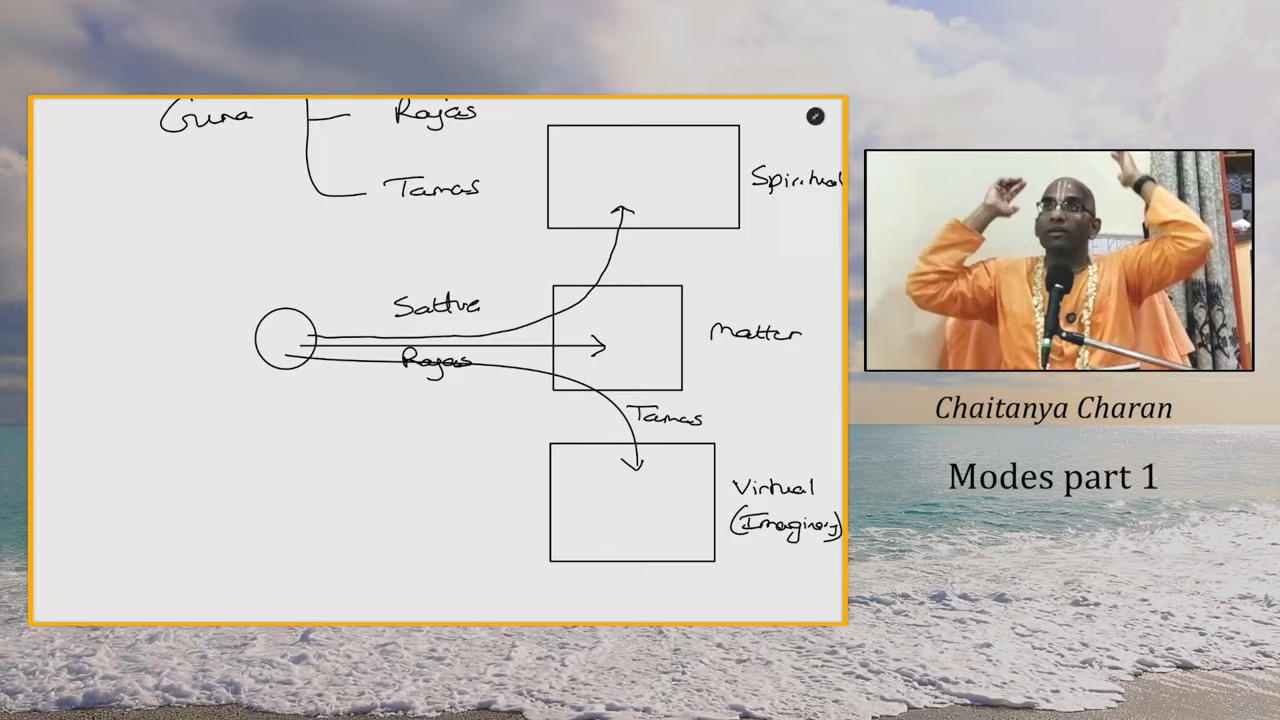 Guna
Rajas
Tamas
Spiritual
Sattva
Matter
Rajas
Tamas
Virtual
(Imaginary)
Chaitanya Charan
Modes part 1